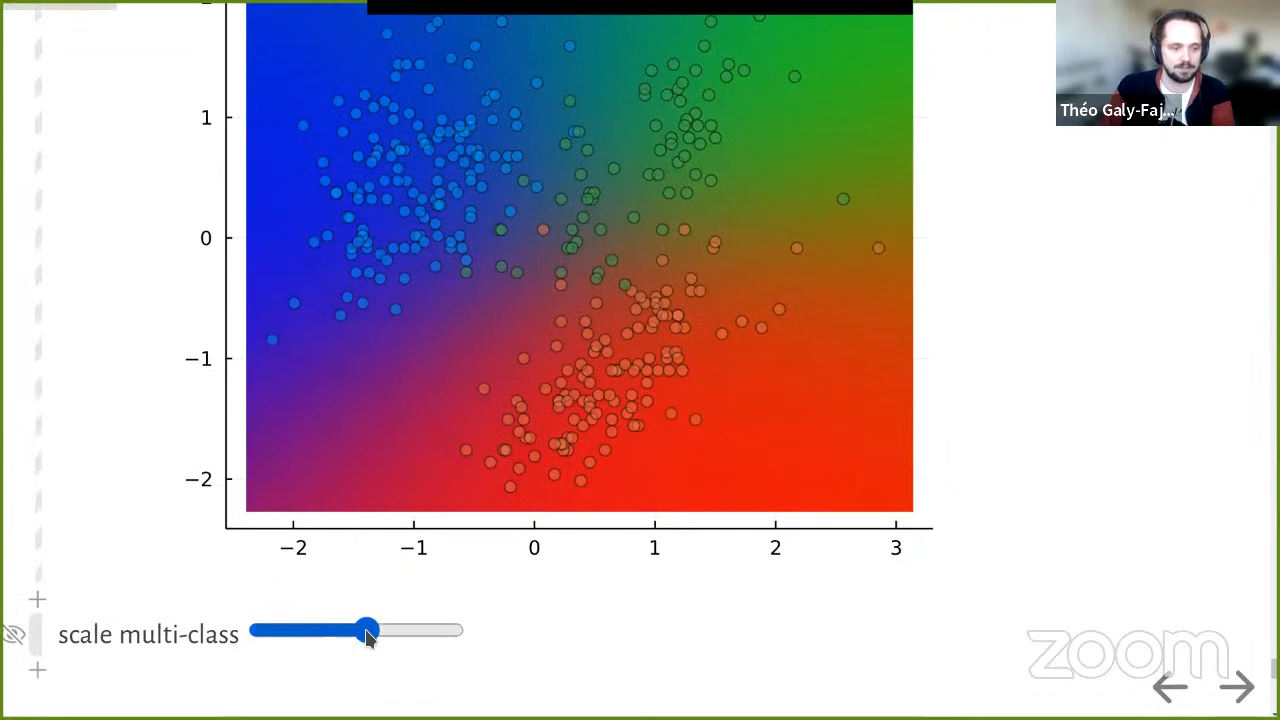 Théo Galy-Faj...
1
0
−1
−2
−2 −1 0 1 2 3
scale multi-class
zoom